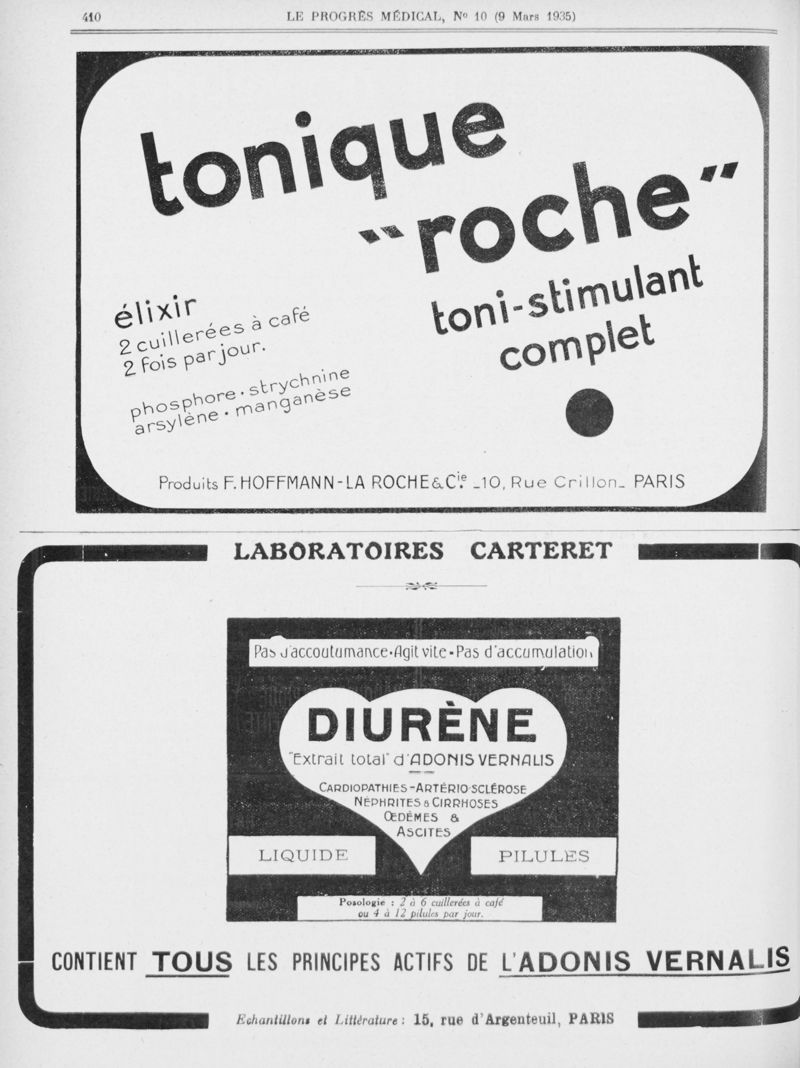 410
LE PROGRÈS MÉDICAL, Nº 10 (9 Mars 1935)
tonique
"roche"
toni-stimulant
complet
élixir
2 cuillerées à café
2 fois par jour.
phosphore · strychnine
arsylène · manganèse
Produits F. HOFFMANN-LA ROCHE & Cie. _10, Rue Crillon_ PARIS
LABORATOIRES CARTERET
Pas d'accoutumance · Agit vite · Pas d'accumulation
DIURÈNE
"Extrait total" d'ADONIS VERNALIS
CARDIOPATHIES - ARTÉRIO-SCLÉROSE
NÉPHRITES & CIRRHOSES
ŒDÈMES &
ASCITES
LIQUIDE
PILULES
Posologie : 2 à 6 cuillerées à café
ou 4 à 12 pilules par jour.
CONTIENT TOUS LES PRINCIPES ACTIFS DE L'ADONIS VERNALIS
Echantillons et Littérature : 15, rue d'Argenteuil, PARIS